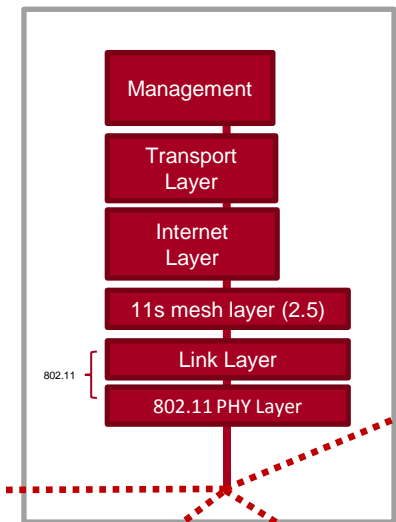 Management
Transport
Layer
Internet
Layer
11s mesh layer (2.5)
Link Layer
802.11
802.11 PHY Layer